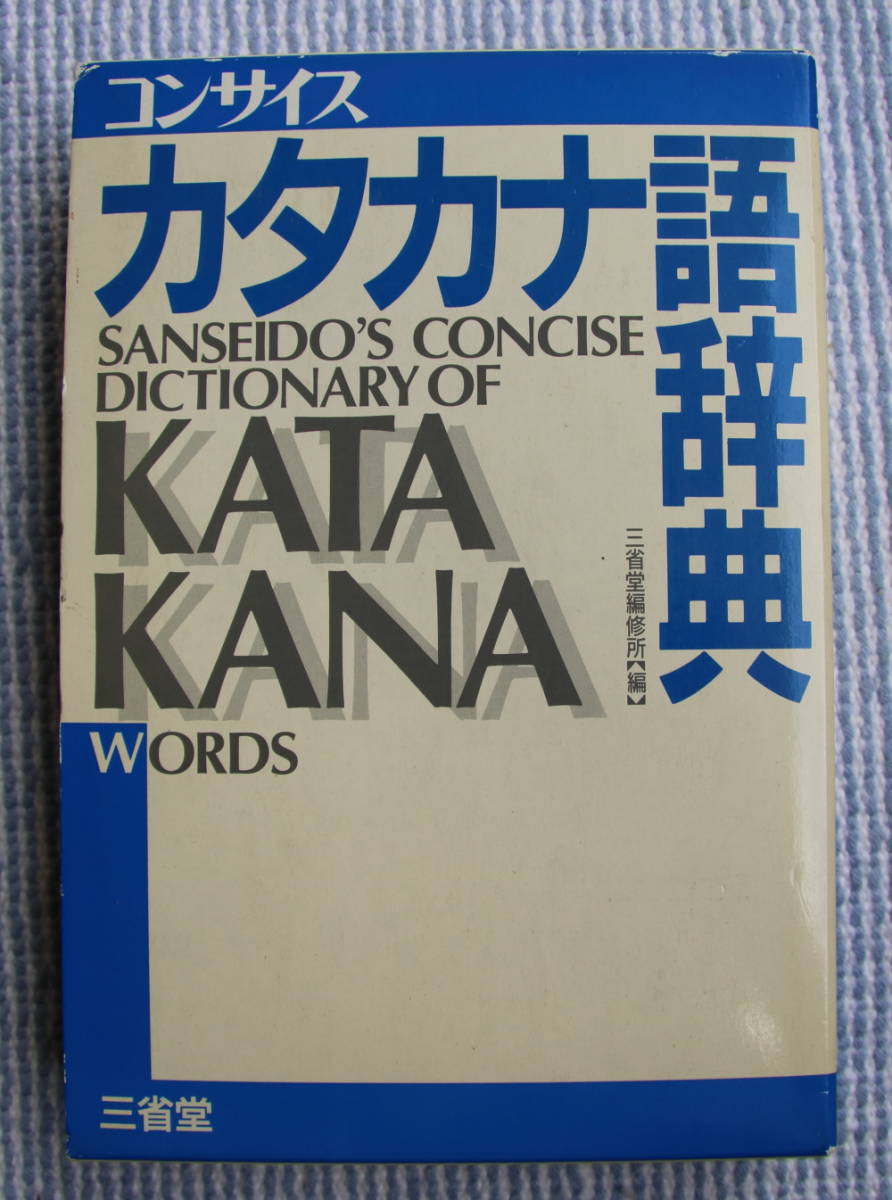 コンサイス
カタカナ語辞典
SANSEIDO'S CONCISE
DICTIONARY OF
KATA
KANA
WORDS
三省堂編修所【編】
三省堂